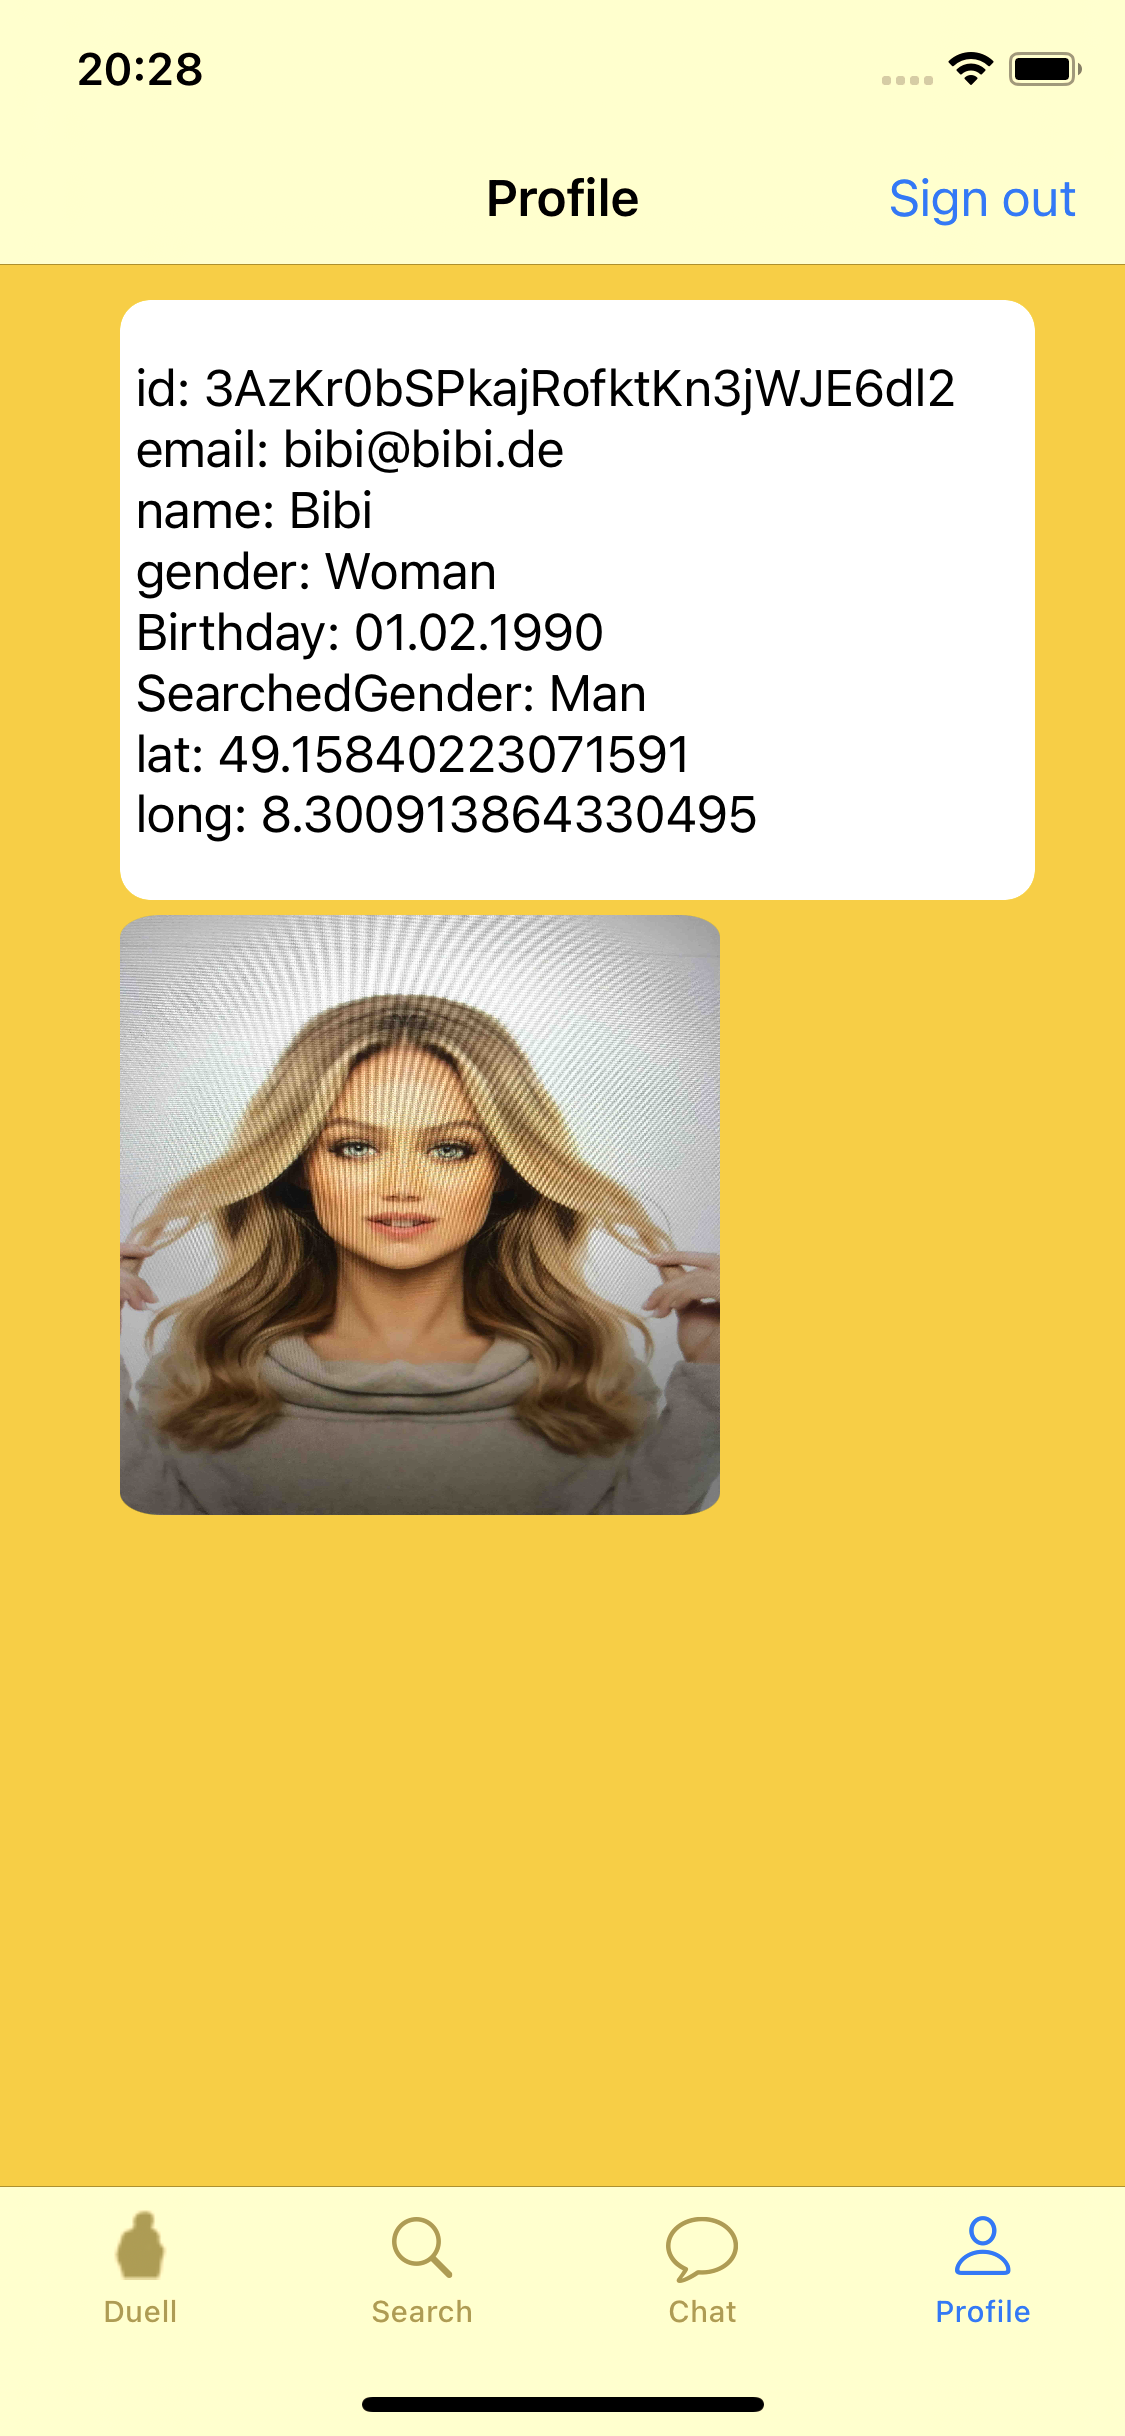 20:28
Profile
Sign out
id: 3AzKr0bSPkajRofktKn3jWJE6dl2
email: bibi@bibi.de
name: Bibi
gender: Woman
Birthday: 01.02.1990
SearchedGender: Man
lat: 49.15840223071591
long: 8.300913864330495
Duell
Search
Chat
Profile